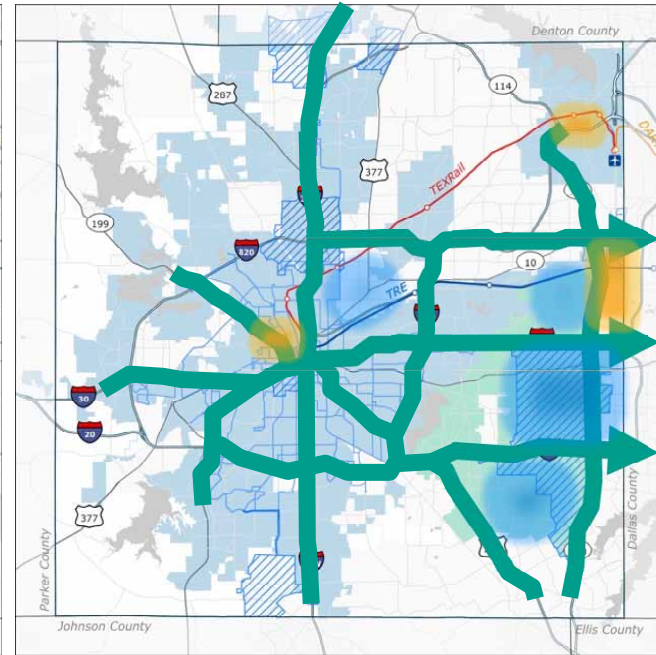 Denton County
287
114
DAR
377
TEXRail
199
820
10
TRE
30
20
377
Parker County
Dallas County
Johnson County
Ellis County